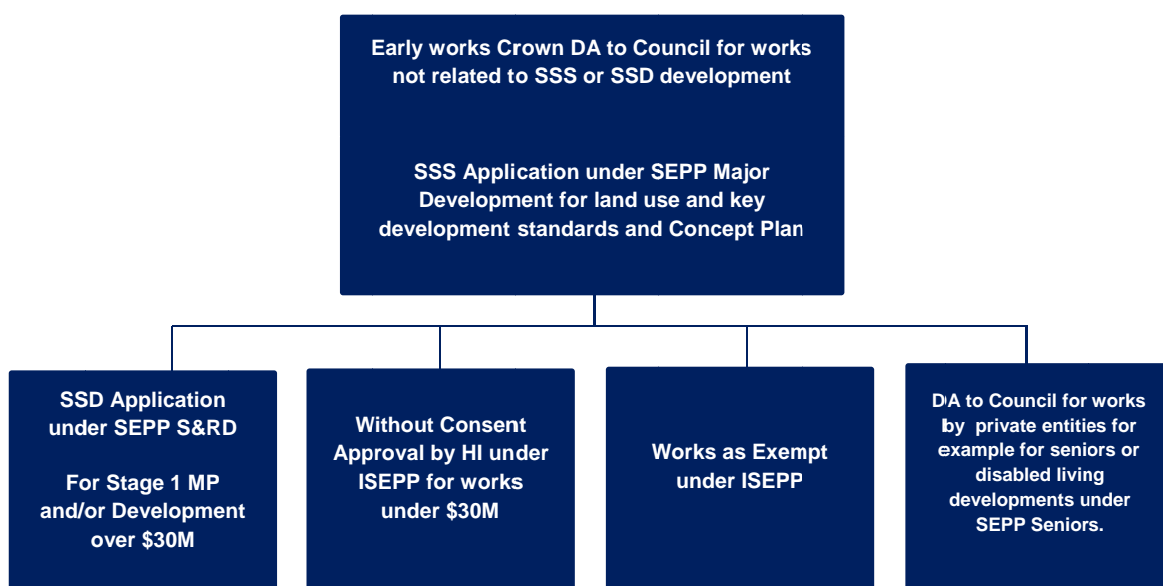 Early works Crown DA to Council for works
not related to SSS or SSD development
SSS Application under SEPP Major
Development for land use and key
development standards and Concept Plan
SSD Application
under SEPP S&RD
For Stage 1 MP
and/or Development
over $30M
Without Consent
Approval by HI under
ISEPP for works
under $30M
Works as Exempt
under ISEPP
DA to Council for works
by private entities for
example for seniors or
disabled living
developments under
SEPP Seniors.